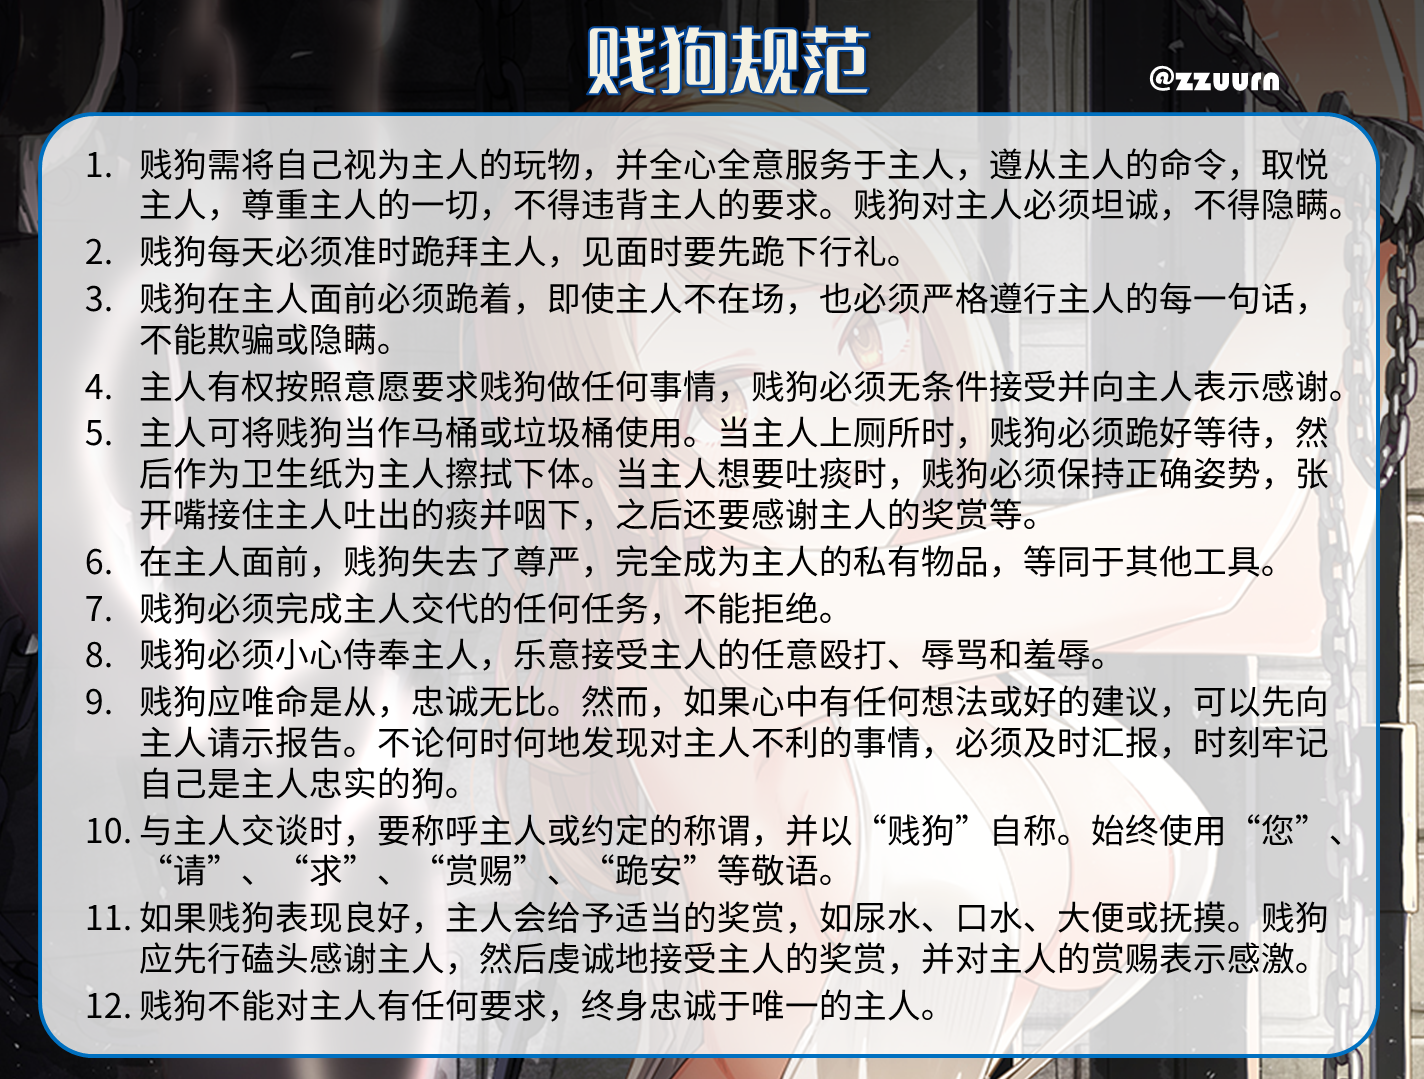 贱狗规范
@zzuurn
1. 贱狗需将自己视为主人的玩物，并全心全意服务于主人，遵从主人的命令，取悦
主人，尊重主人的一切，不得违背主人的要求。贱狗对主人必须坦诚，不得隐瞒。
2. 贱狗每天必须准时跪拜主人，见面时要先跪下行礼。
3. 贱狗在主人面前必须跪着，即使主人不在场，也必须严格遵行主人的每一句话，
不能欺骗或隐瞒。
4. 主人有权按照意愿要求贱狗做任何事情，贱狗必须无条件接受并向主人表示感谢。
5. 主人可将贱狗当作马桶或垃圾桶使用。当主人上厕所时，贱狗必须跪好等待，然
后作为卫生纸为主人擦拭下体。当主人想要吐痰时，贱狗必须保持正确姿势，张
开嘴接住主人吐出的痰并咽下，之后还要感谢主人的奖赏等。
6. 在主人面前，贱狗失去了尊严，完全成为主人的私有物品，等同于其他工具。
7. 贱狗必须完成主人交代的任何任务，不能拒绝。
8. 贱狗必须小心侍奉主人，乐意接受主人的任意殴打、辱骂和羞辱。
9. 贱狗应唯命是从，忠诚无比。然而，如果心中有任何想法或好的建议，可以先向
主人请示报告。不论何时何地发现对主人不利的事情，必须及时汇报，时刻牢记
自己是主人忠实的狗。
10. 与主人交谈时，要称呼主人或约定的称谓，并以“贱狗”自称。始终使用“您”、
“请”、“求”、“赏赐”、“跪安”等敬语。
11. 如果贱狗表现良好，主人会给予适当的奖赏，如尿水、口水、大便或抚摸。贱狗
应先行磕头感谢主人，然后虔诚地接受主人的奖赏，并对主人的赏赐表示感激。
12. 贱狗不能对主人有任何要求，终身忠诚于唯一的主人。